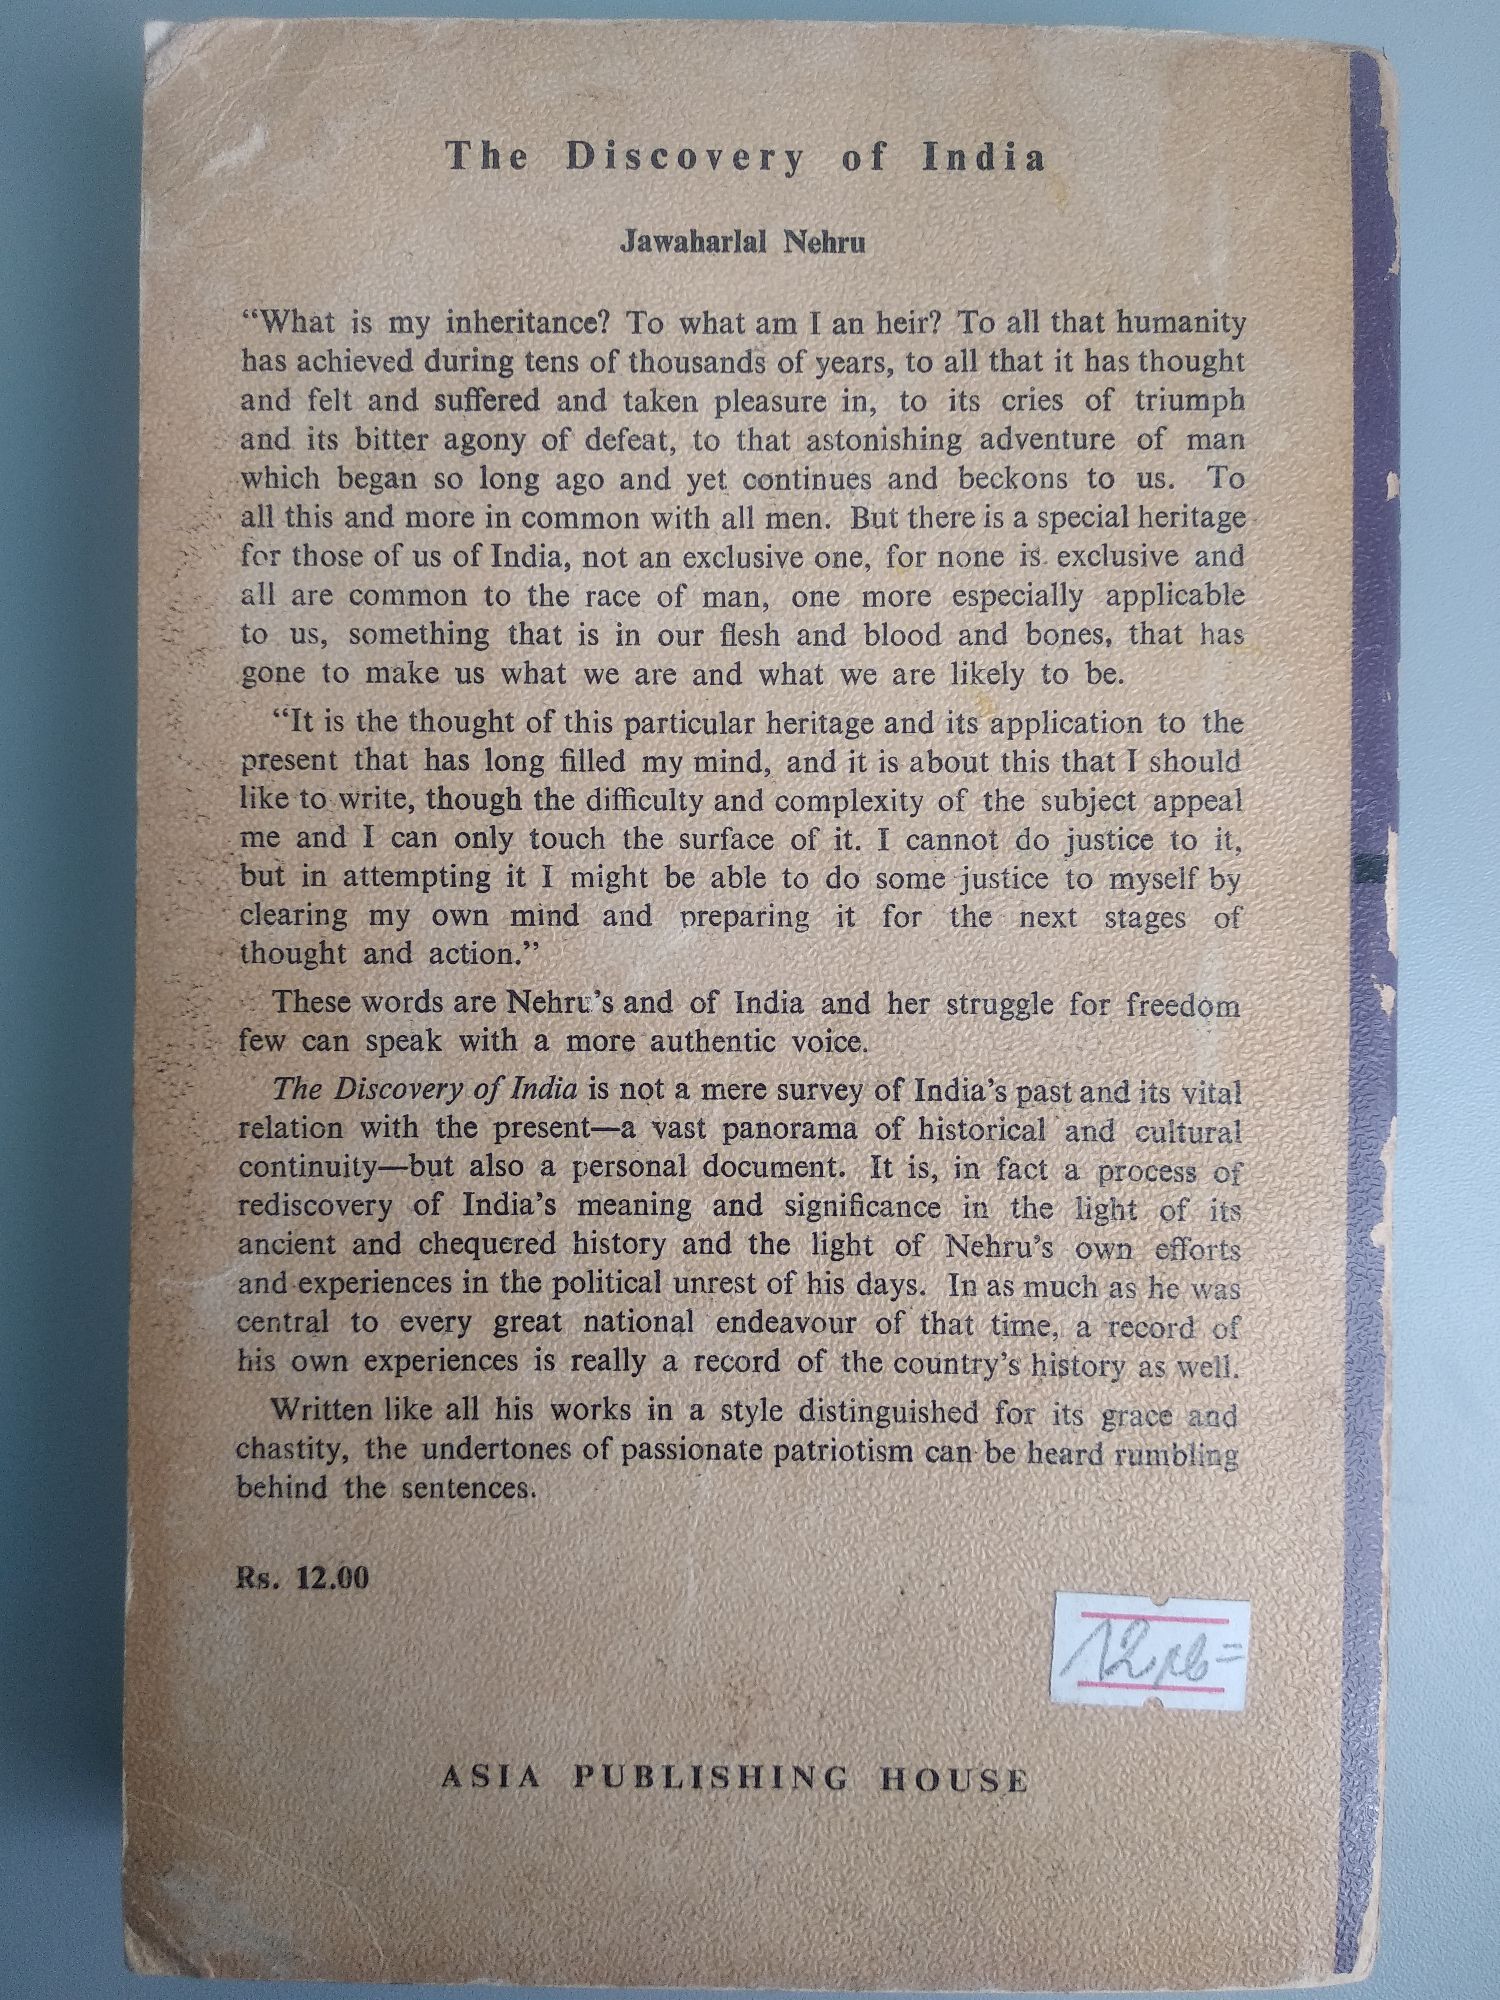 The Discovery of India
Jawaharlal Nehru
“What is my inheritance? To what am I an heir? To all that humanity
has achieved during tens of thousands of years, to all that it has thought
and felt and suffered and taken pleasure in, to its cries of triumph
and its bitter agony of defeat, to that astonishing adventure of man
which began so long ago and yet continues and beckons to us. To
all this and more in common with all men. But there is a special heritage
for those of us of India, not an exclusive one, for none is exclusive and
all are common to the race of man, one more especially applicable
to us, something that is in our flesh and blood and bones, that has
gone to make us what we are and what we are likely to be.
“It is the thought of this particular heritage and its application to the
present that has long filled my mind, and it is about this that I should
like to write, though the difficulty and complexity of the subject appeal
me and I can only touch the surface of it. I cannot do justice to it,
but in attempting it I might be able to do some justice to myself by
clearing my own mind and preparing it for the next stages of
thought and action.”
These words are Nehru’s and of India and her struggle for freedom
few can speak with a more authentic voice.
The Discovery of India is not a mere survey of India’s past and its vital
relation with the present—a vast panorama of historical and cultural
continuity—but also a personal document. It is, in fact a process of
rediscovery of India’s meaning and significance in the light of its
ancient and chequered history and the light of Nehru’s own efforts
and experiences in the political unrest of his days. In as much as he was
central to every great national endeavour of that time, a record of
his own experiences is really a record of the country’s history as well.
Written like all his works in a style distinguished for its grace and
chastity, the undertones of passionate patriotism can be heard rumbling
behind the sentences.
Rs. 12.00
12
ASIA PUBLISHING HOUSE